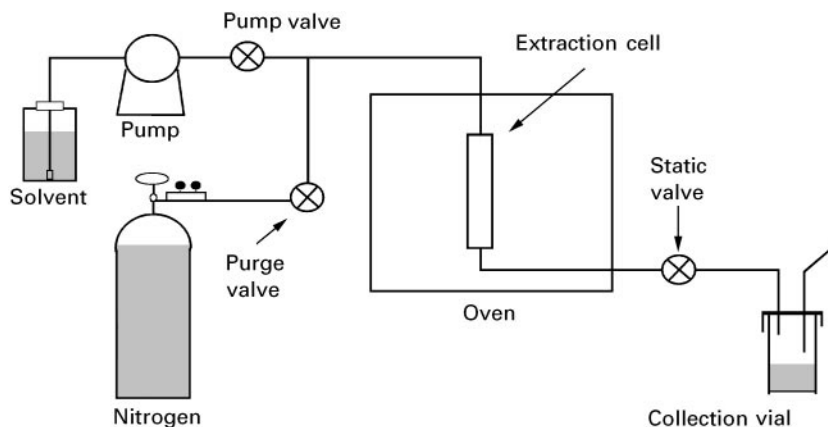 Pump valve
Extraction cell
Pump
Solvent
Static
valve
Purge
valve
Oven
Nitrogen
Collection vial